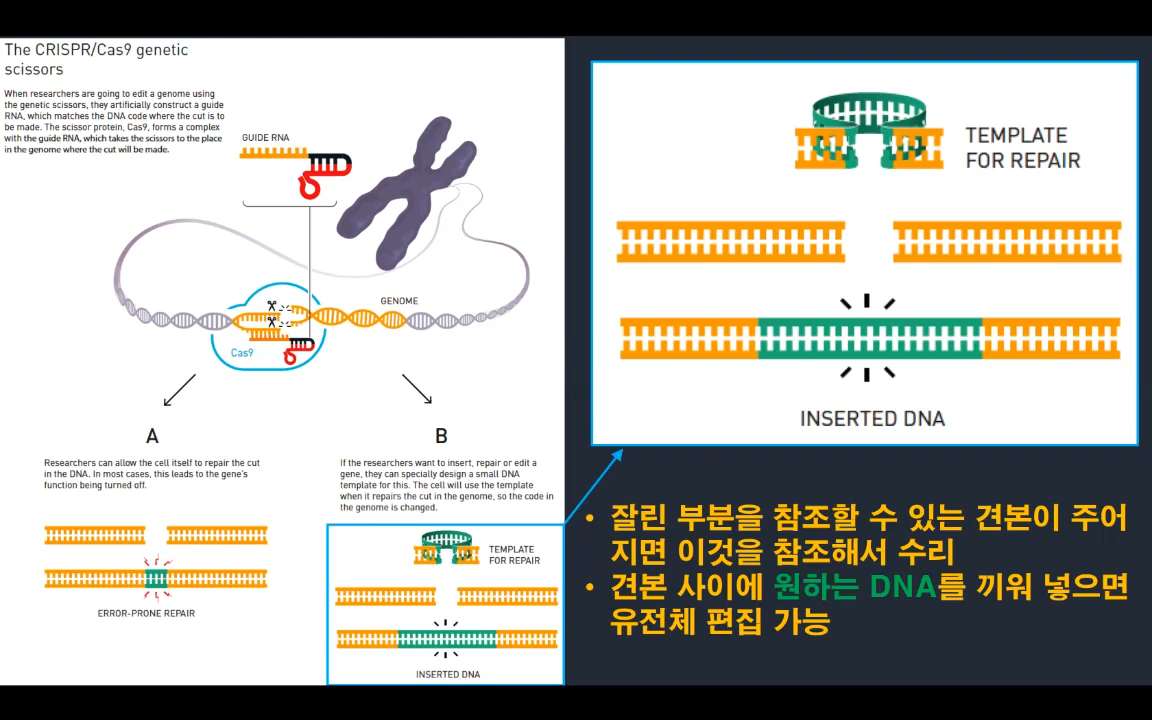 The CRISPR/Cas9 genetic
scissors
When researchers are going to edit a genome using
the genetic scissors, they artificially construct a guide
RNA, which matches the DNA code where the cut is to
be made. The scissor protein, Cas9, forms a complex
with the guide RNA, which takes the scissors to the place
in the genome where the cut will be made.
GUIDE RNA
GENOME
Cas9
A
Researchers can allow the cell itself to repair the cut
in the DNA. In most cases, this leads to the gene's
function being turned off.
ERROR-PRONE REPAIR
B
If the researchers want to insert, repair or edit a
gene, they can specially design a small DNA
template for this. The cell will use the template
when it repairs the cut in the genome, so the code in
the genome is changed.
TEMPLATE
FOR REPAIR
INSERTED DNA
TEMPLATE
FOR REPAIR
INSERTED DNA
• 잘린 부분을 참조할 수 있는 견본이 주어
지면 이것을 참조해서 수리
• 견본 사이에 원하는 DNA를 끼워 넣으면
유전체 편집 가능